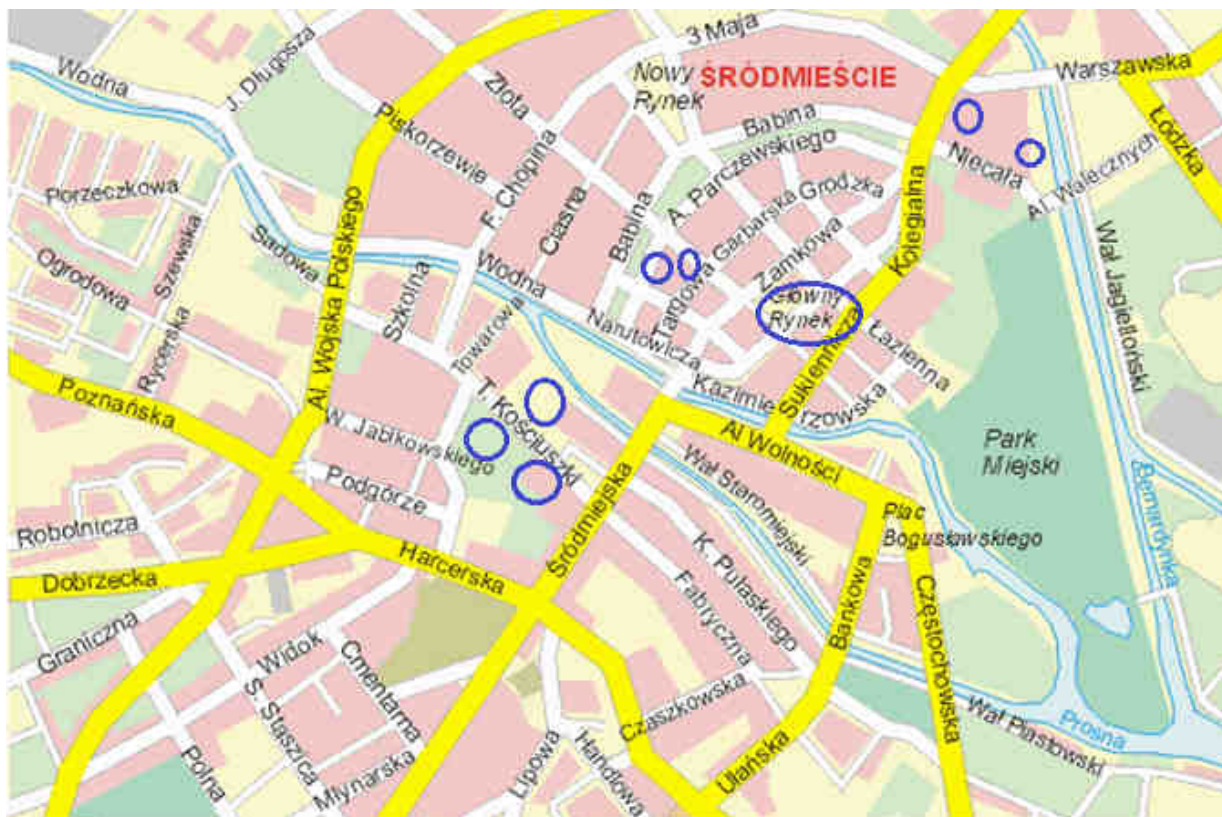 3 Maja
Wodna
J. Długosza
Złota
Nowy
Rynek
ŚRÓDMIEŚCIE
Warszawska
Łódzka
Piskorzewie
Babina
Niecała
Al. Walecznych
A. Parczewskiego
F. Chopina
Ciasna
Babina
Garbarska
Grodzka
Kolegialna
Porzeczkowa
Szewska
Sadowa
Al. Wojska Polskiego
Ogrodowa
Wodna
Targowa
Zamkowa
Główny
Rynek
Wał Jagielloński
Szkolna
Towarowa
Narutowicza
Sukiennicza
Łazienna
Rycerska
Poznańska
T. Kościuszki
Kazimierzowska
W. Jabłkowskiego
Al Wolności
Park
Miejski
Podgórze
Wał Staromiejski
Plac
Bogusławskiego
Bernardynka
Robotnicza
Dobrzecka
Harcerska
Śródmiejska
K. Pułaskiego
Fabryczna
Bankowa
Częstochowska
Graniczna
Widok
Cmentarna
S. Staszica
Czaszkowska
Wał Piastowski
Prosna
Polna
Młynarska
Lipowa
Handlowa
Ułańska